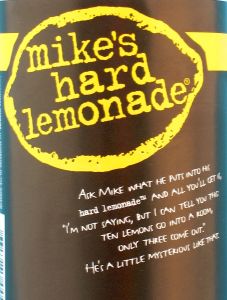 mike's
hard
lemonade®
Ask Mike what he puts into his
hard lemonade™ and all you'll get is,
"I'm not saying, but I can tell you this
ten lemons go into a room,
only three come out."
He's a little mysterious like that.